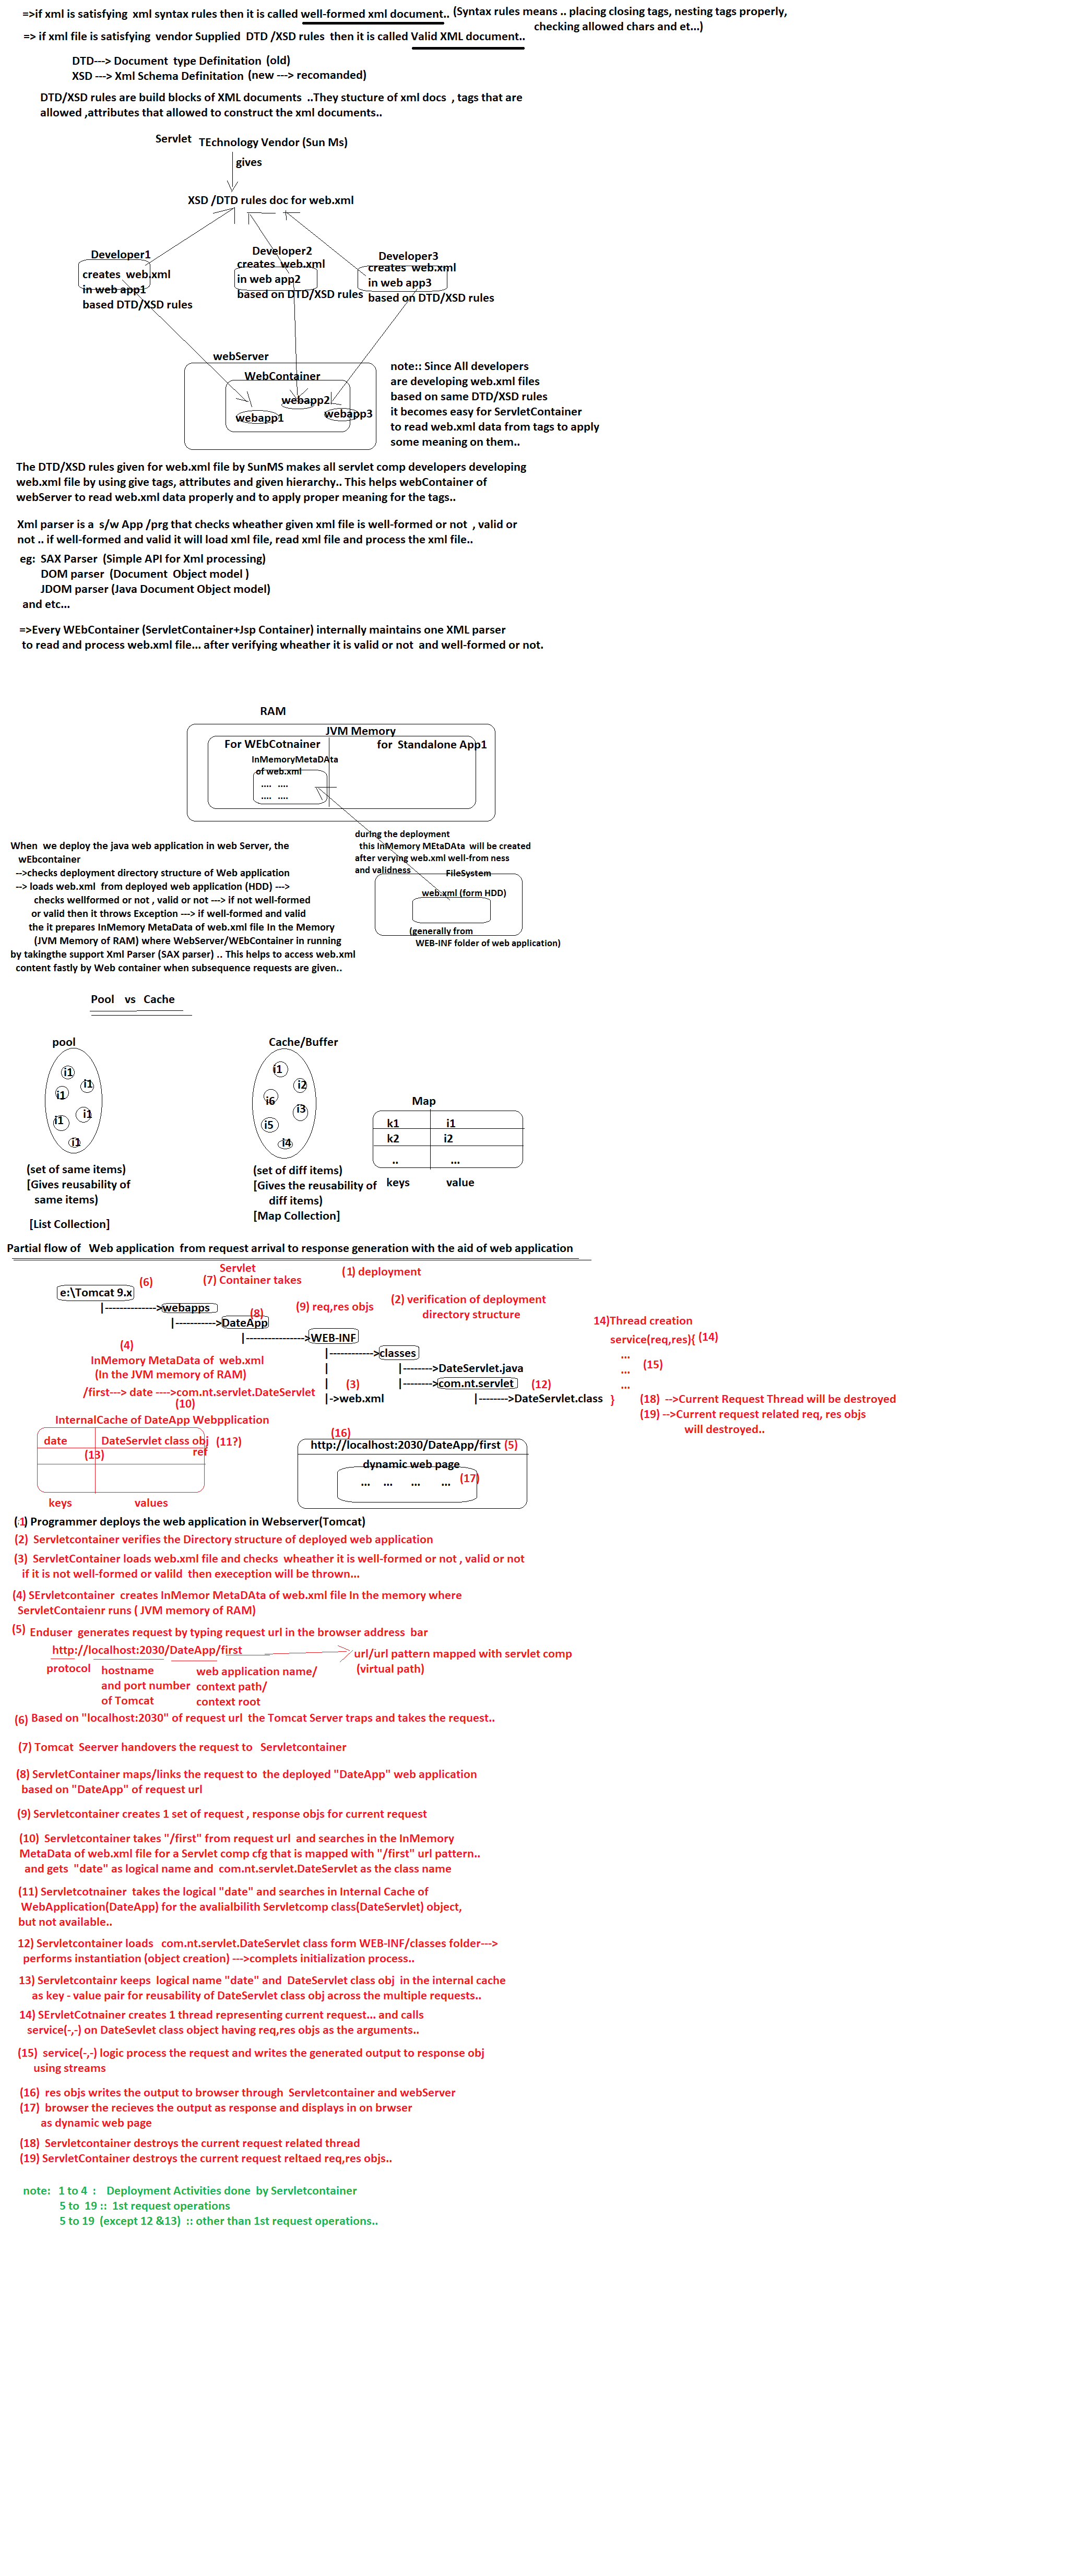 =>if xml is satisfying  xml syntax rules then it is called well-formed xml document.. (Syntax rules means .. placing closing tags, nesting tags properly,
checking allowed chars and et...)
=> if xml file is satisfying  vendor Supplied  DTD /XSD rules  then it is called Valid XML document..
DTD---> Document  type Definitation  (old)
XSD ---> Xml Schema Definitation  (new ---> recomanded)
DTD/XSD rules are build blocks of XML documents  ..They stucture of xml docs  , tags that are
allowed ,attributes that allowed to construct the xml documents..
Servlet  TEchnology Vendor (Sun Ms)
gives
XSD /DTD rules doc for web.xml
Developer1
creates  web.xml
in web app1
based DTD/XSD rules
Developer2
creates  web.xml
in web app2
based on DTD/XSD rules
Developer3
creates  web.xml
in web app3
based on DTD/XSD rules
webServer
WebContainer
webapp2
webapp1
webapp3
note:: Since All developers
are developing web.xml files
based on same DTD/XSD rules
it becomes easy for ServletContainer
to read web.xml data from tags to apply
some meaning on them..
The DTD/XSD rules given for web.xml file by SunMS makes all servlet comp developers developing
web.xml file by using give tags, attributes and given hierarchy.. This helps webContainer of
webServer to read web.xml data properly and to apply proper meaning for the tags..
Xml parser is a  s/w App /prg that checks wheather given xml file is well-formed or not  , valid or
not .. if well-formed and valid it will load xml file, read xml file and process the xml file..
eg:  SAX Parser  (Simple API for Xml processing)
DOM parser  (Document  Object model )
JDOM parser (Java Document Object model)
and etc...
=>Every WEbContainer (ServletContainer+Jsp Container) internally maintains one XML parser
to read and process web.xml file... after verifying wheather it is valid or not  and well-formed or not.
RAM
JVM Memory
For WEbCotnainer
for  Standalone App1
InMemoryMetaDAta
of web.xml
....   ....
....   ....
during the deployment
this InMemory MEtaDAta  will be created
after verying web.xml well-from ness
and validness
FileSystem
web.xml (form HDD)
(generally from
WEB-INF folder of web application)
When  we deploy the java web application in web Server, the
wEbcontainer
-->checks deployment directory structure of Web application
--> loads web.xml  from deployed web application (HDD) --->
checks wellformed or not , valid or not ---> if not well-formed
or valid then it throws Exception ---> if well-formed and valid
the it prepares InMemory MetaData of web.xml file In the Memory
(JVM Memory of RAM) where WebServer/WEbContainer in running
by takingthe support Xml Parser (SAX parser) .. This helps to access web.xml
content fastly by Web container when subsequence requests are given..
Pool   vs  Cache
pool
i1
i1
i1
i1
i1
i1
(set of same items)
[Gives reusability of
same items)
[List Collection]
Cache/Buffer
i1
i2
i6
i3
i5
i4
(set of diff items)
[Gives the reusability of
diff items)
[Map Collection]
Map
k1   i1
k2   i2
..   ...
keys   value
Partial flow of   Web application  from request arrival to response generation with the aid of web application
Servlet
(7) Container takes
(1) deployment
(6)
e:\Tomcat 9.x
|-------------->webapps
(8)
(9) req,res objs
(2) verification of deployment
directory structure
|----------->DateApp
|---------------->WEB-INF
(4)
InMemory MetaData of  web.xml
(In the JVM memory of RAM)
|----------->classes
|   |-------->DateServlet.java
|   |-------->com.nt.servlet   (12)
/first---> date ---->com.nt.servlet.DateServlet
(3)
|->web.xml
|-------->DateServlet.class
(10)
14)Thread creation
service(req,res){ (14)
...
...
(15)
...
}
(18)  -->Current Request Thread will be destroyed
(19) -->Current request related req, res objs
will destroyed..
InternalCache of DateApp Webpplication
date   DateServlet class obj   (11?)
ref
(13)
keys   values
(16)
http://localhost:2030/DateApp/first (5)
dynamic web page
...   ...   ...   ...   (17)
(1) Programmer deploys the web application in Webserver(Tomcat)
(2)  Servletcontainer verifies the Directory structure of deployed web application
(3)  ServletContainer loads web.xml file and checks  wheather it is well-formed or not , valid or not
if it is not well-formed or valild  then exeception will be thrown...
(4) SErvletcontainer  creates InMemor MetaDAta of web.xml file In the memory where
ServletContaienr runs ( JVM memory of RAM)
(5) Enduser  generates request by typing request url in the browser address  bar
http://localhost:2030/DateApp/first
url/url pattern mapped with servlet comp
(virtual path)
protocol
hostname
and port number
of Tomcat
web application name/
context path/
context root
(6) Based on "localhost:2030" of request url  the Tomcat Server traps and takes the request..
(7) Tomcat  Seerver handovers the request to   Servletcontainer
(8) ServletContainer maps/links the request to  the deployed "DateApp" web application
based on "DateApp" of request url
(9) Servletcontainer creates 1 set of request , response objs for current request
(10)  Servletcontainer takes "/first" from request url  and searches in the InMemory
MetaData of web.xml file for a Servlet comp cfg that is mapped with "/first" url pattern..
and gets  "date" as logical name and  com.nt.servlet.DateServlet as the class name
(11) Servletcotnainer  takes the logical "date" and searches in Internal Cache of
WebApplication(DateApp) for the avalialbilith Servletcomp class(DateServlet) object,
but not available..
12) Servletcontainer loads   com.nt.servlet.DateServlet class form WEB-INF/classes folder--->
performs instantiation (object creation) --->completes initialization process..
13) Servletcontainr keeps  logical name "date" and  DateServlet class obj  in the internal cache
as key - value pair for reusability of DateServlet class obj across the multiple requests..
14) SErvletCotnainer creates 1 thread representing current request... and calls
service(-,-) on DateSevlet class object having req,res objs as the arguments..
(15)  service(-,-) logic process the request and writes the generated output to response obj
using streams
(16)  res objs writes the output to browser through  Servletcontainer and webServer
(17)  browser the recieves the output as response and displays in on brwser
as dynamic web page
(18)  Servletcontainer destroys the current request related thread
(19) ServletContainer destroys the current request reltaed req,res objs..
note:   1 to 4  :    Deployment Activities done  by Servletcontainer
5 to  19 ::  1st request operations
5 to 19  (except 12 &13)  :: other than 1st request operations..